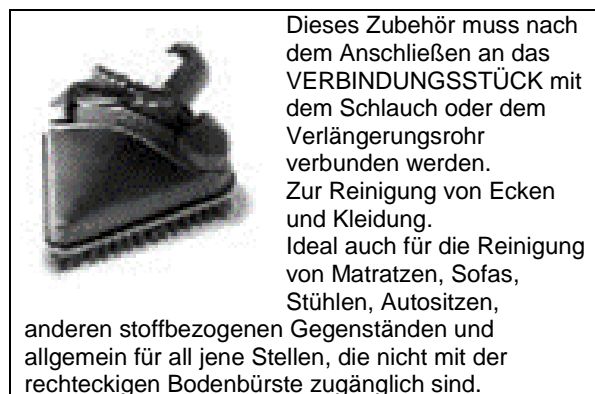 Dieses Zubehör muss nach
dem Anschließen an das
VERBINDUNGSSTÜCK mit
dem Schlauch oder dem
Verlängerungsrohr
verbunden werden.
Zur Reinigung von Ecken
und Kleidung.
Ideal auch für die Reinigung
von Matratzen, Sofas,
Stühlen, Autositzen,
anderen stoffbezogenen Gegenständen und
allgemein für all jene Stellen, die nicht mit der
rechteckigen Bodenbürste zugänglich sind.